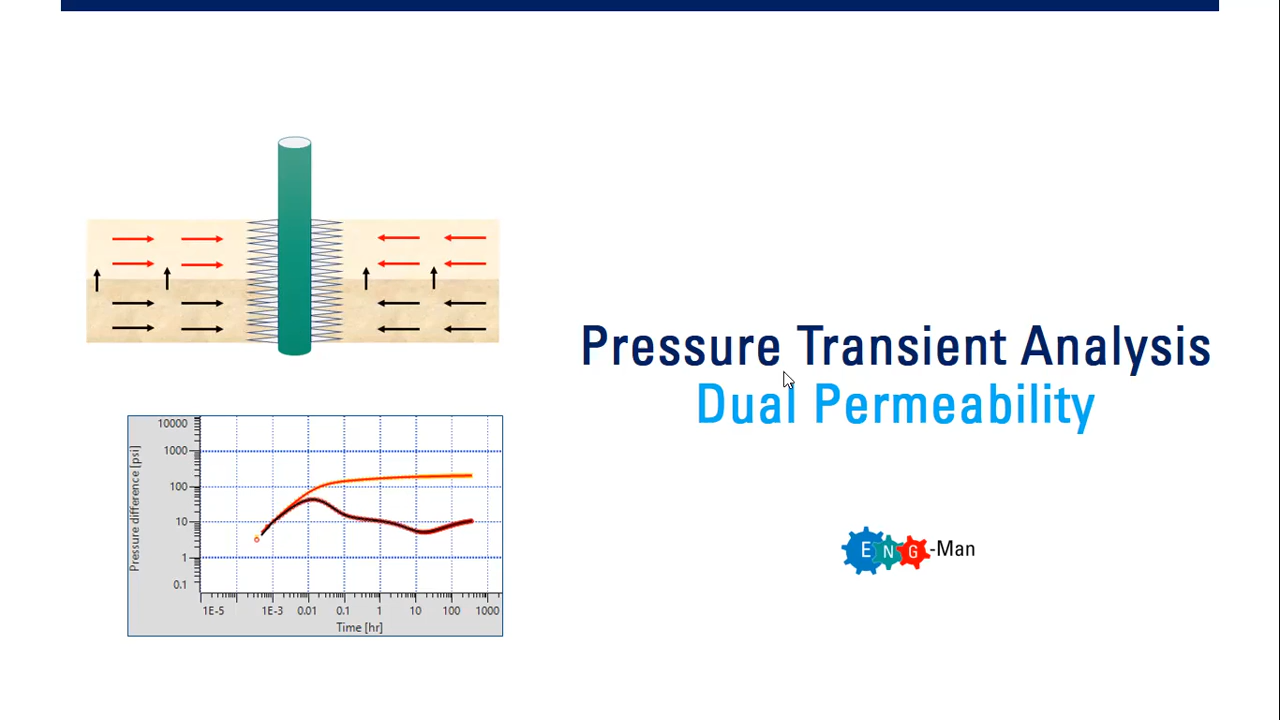 Pressure Transient Analysis
Dual Permeability
ENG-Man
Pressure difference [psi]
10000
1000
100
10
1
0.1
1E-5 1E-3 0.01 0.1 1 10 100 1000
Time [hr]